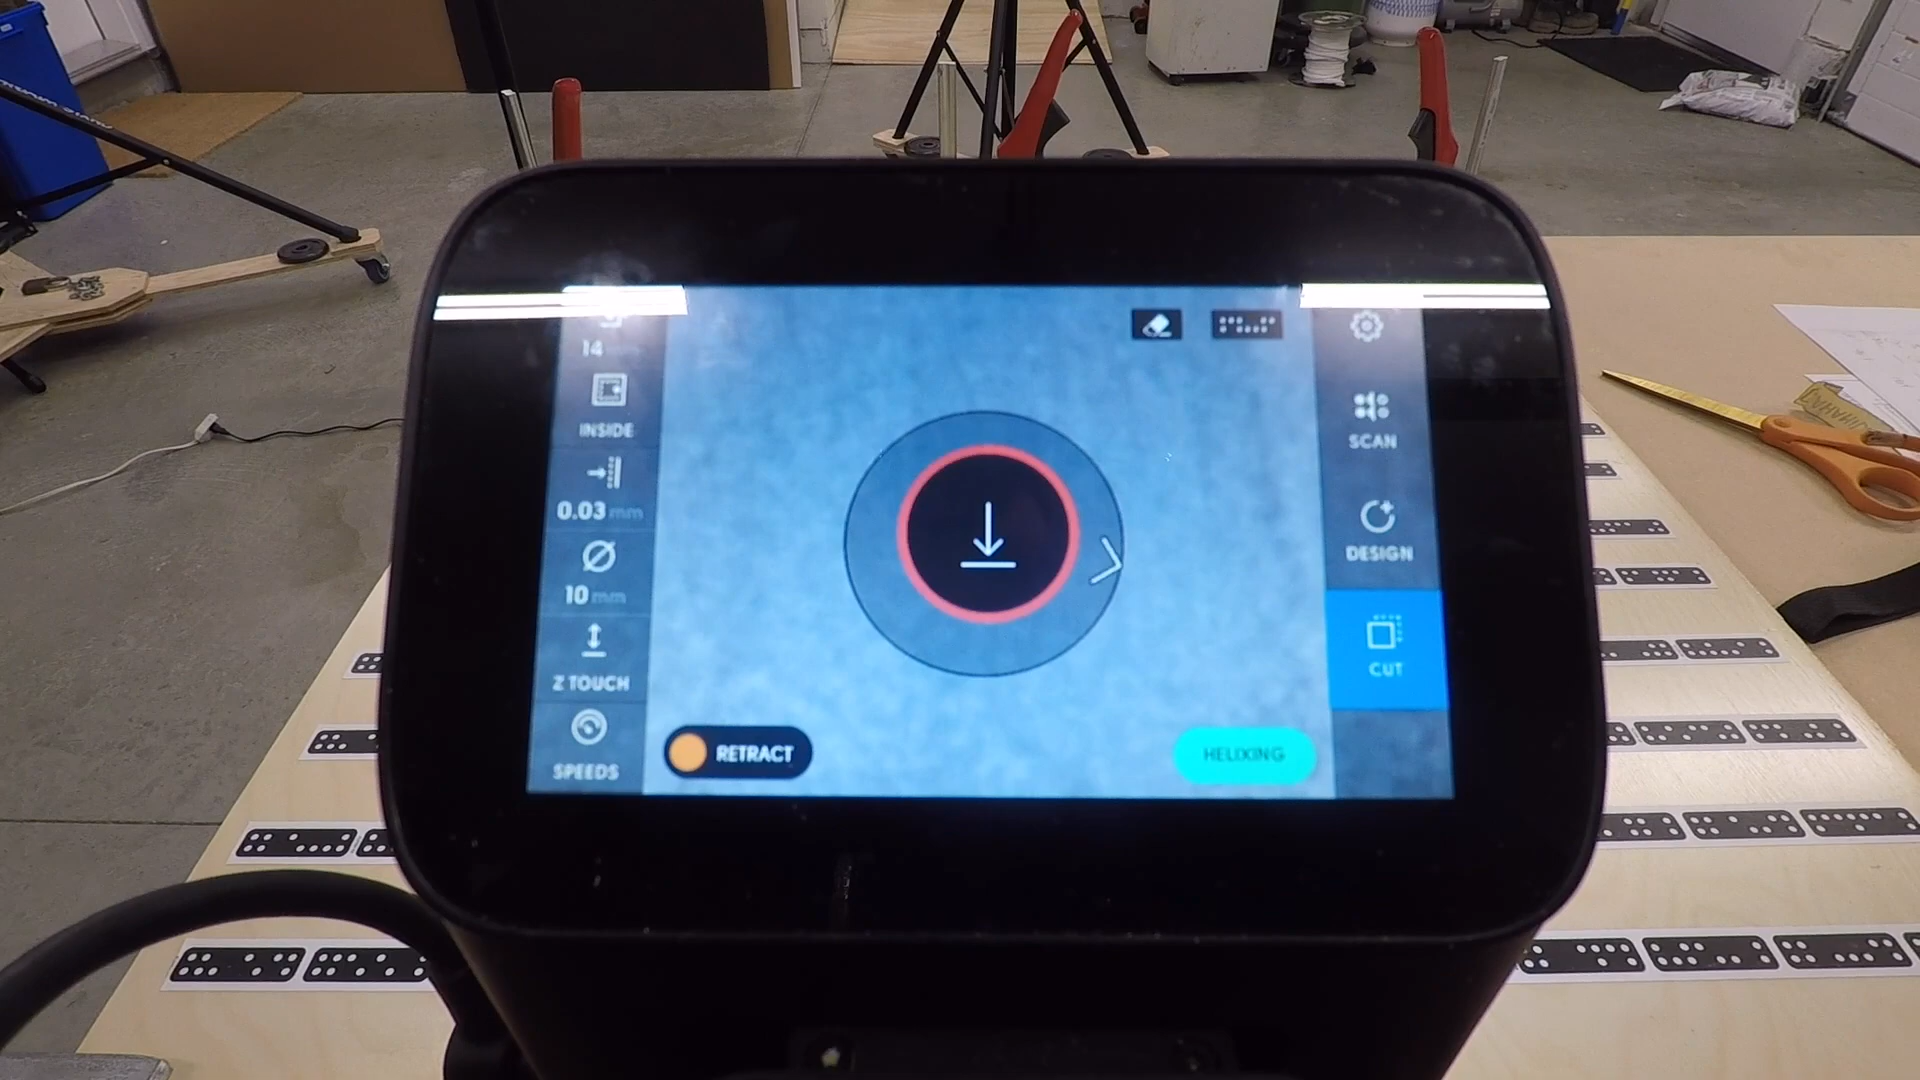 14
INSIDE
0.03 mm
10 mm
Z TOUCH
SPEEDS
RETRACT
HELIXING
SCAN
DESIGN
CUT